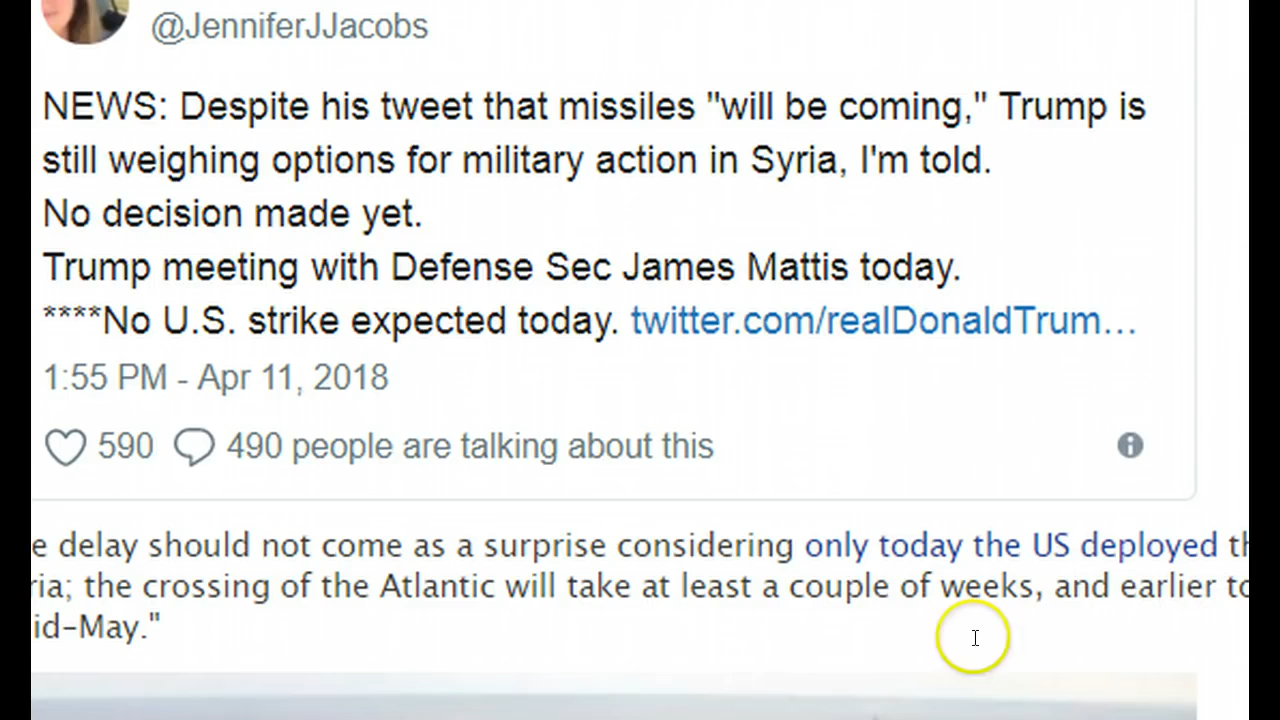 @JenniferJJacobs
NEWS: Despite his tweet that missiles "will be coming," Trump is
still weighing options for military action in Syria, I'm told.
No decision made yet.
Trump meeting with Defense Sec James Mattis today.
****No U.S. strike expected today. twitter.com/realDonaldTrum…
1:55 PM - Apr 11, 2018
590 490 people are talking about this
e delay should not come as a surprise considering only today the US deployed th
ria; the crossing of the Atlantic will take at least a couple of weeks, and earlier to
id-May."